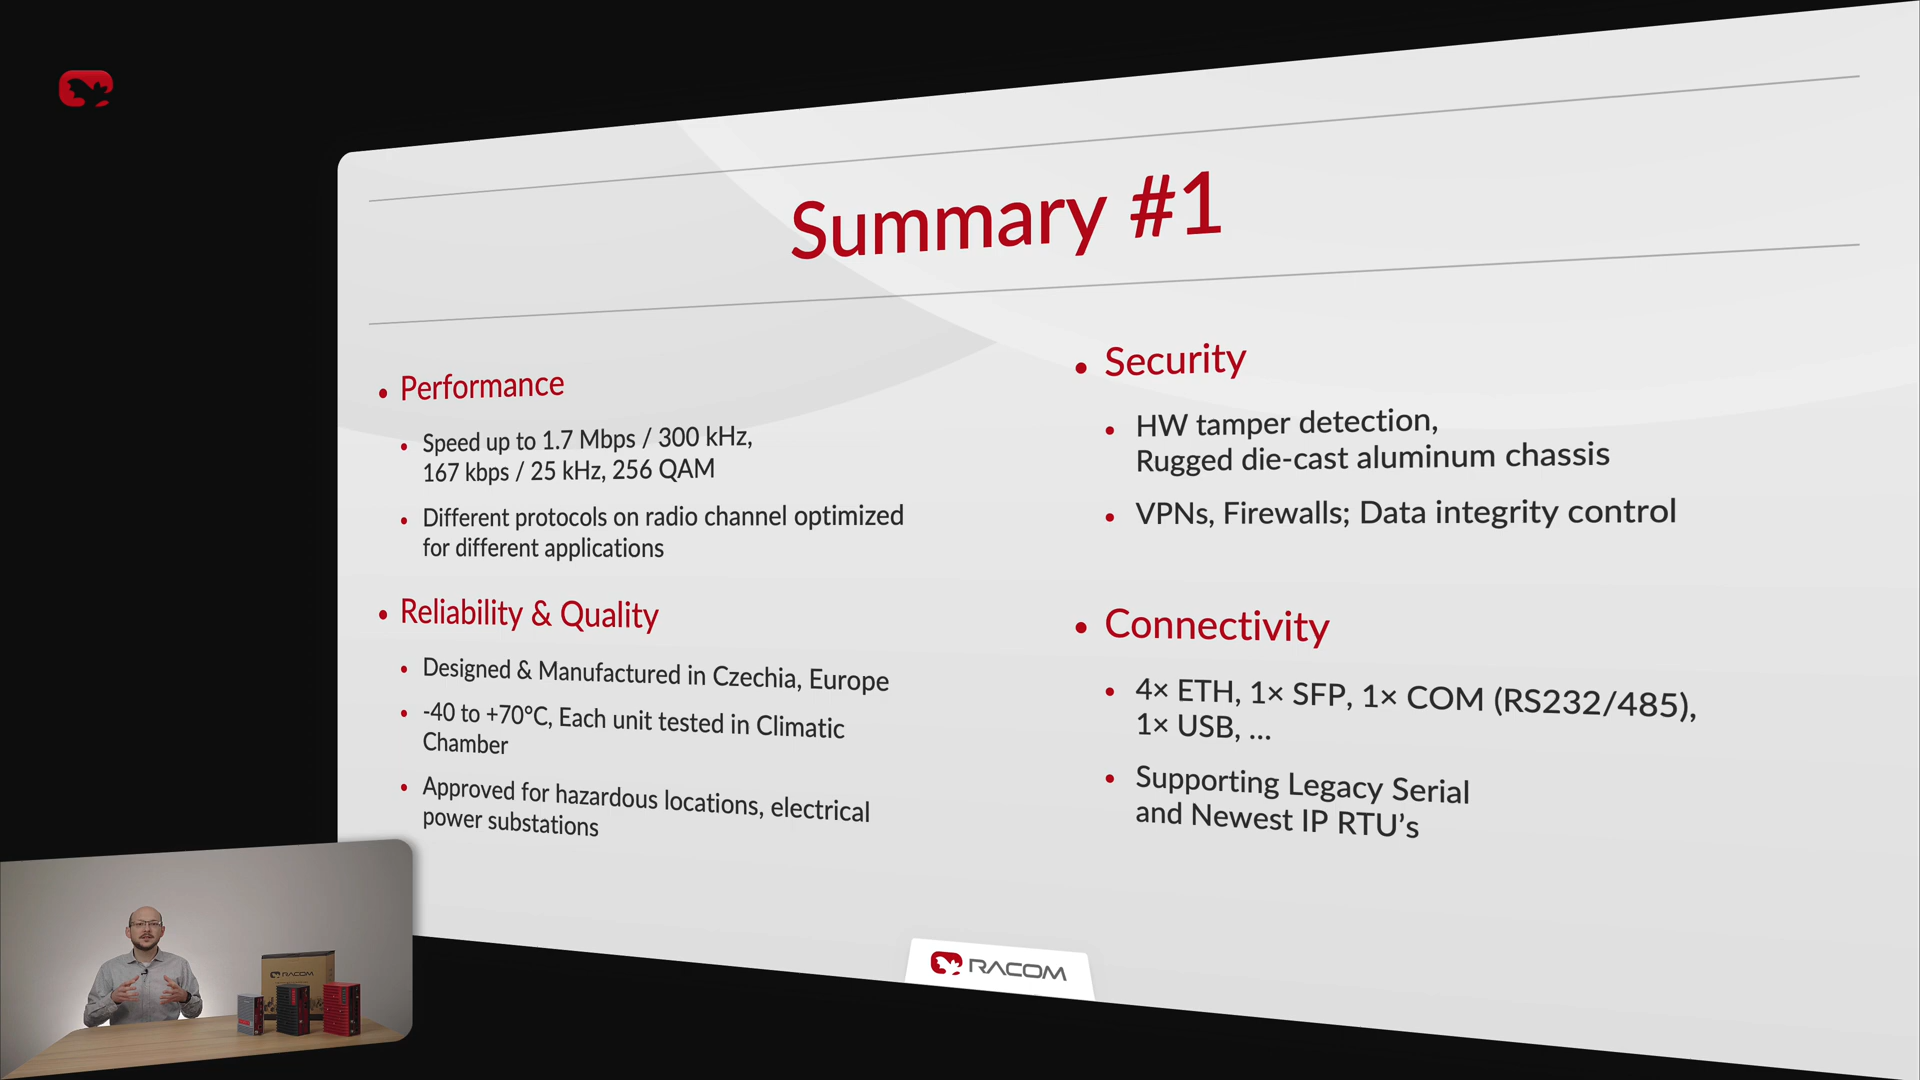 Summary #1
Performance
Speed up to 1.7 Mbps / 300 kHz,
167 kbps / 25 kHz, 256 QAM
Different protocols on radio channel optimized
for different applications
Reliability & Quality
Designed & Manufactured in Czechia, Europe
-40 to +70°C, Each unit tested in Climatic
Chamber
Approved for hazardous locations, electrical
power substations
Security
HW tamper detection,
Rugged die-cast aluminum chassis
VPNs, Firewalls; Data integrity control
Connectivity
4× ETH, 1× SFP, 1× COM (RS232/485),
1× USB, ...
Supporting Legacy Serial
and Newest IP RTU’s
RACOM
RACOM